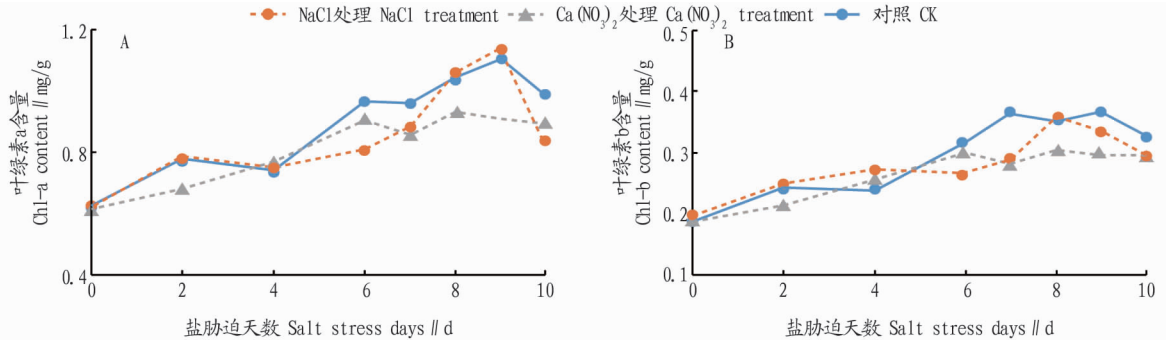 NaCl处理 NaCl treatment Ca(NO₃)₂处理 Ca(NO₃)₂ treatment 对照 CK
A
叶绿素a含量
Chl-a content∥mg/g
1.2
0.8
0.4
0 2 4 6 8 10
盐胁迫天数 Salt stress days∥d
B
叶绿素b含量
Chl-b content∥mg/g
0.5
0.4
0.3
0.2
0.1
0 2 4 6 8 10
盐胁迫天数 Salt stress days∥d